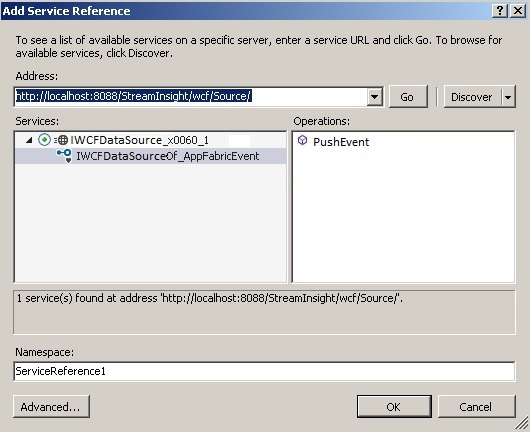 Add Service Reference
To see a list of available services on a specific server, enter a service URL and click Go. To browse for
available services, click Discover.
Address:
http://localhost:8088/StreamInsight/wcf/Source/
Go
Discover
Services:
Operations:
IWCFDataSource_x0060_1
IWCFDataSourceOf_AppFabricEvent
PushEvent
1 service(s) found at address 'http://localhost:8088/StreamInsight/wcf/Source/'.
Namespace:
ServiceReference1
Advanced...
OK
Cancel